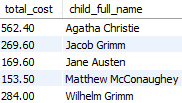 total_cost child_full_name
562.40 Agatha Christie
269.60 Jacob Grimm
169.60 Jane Austen
153.50 Matthew McConaughey
284.00 Wilhelm Grimm